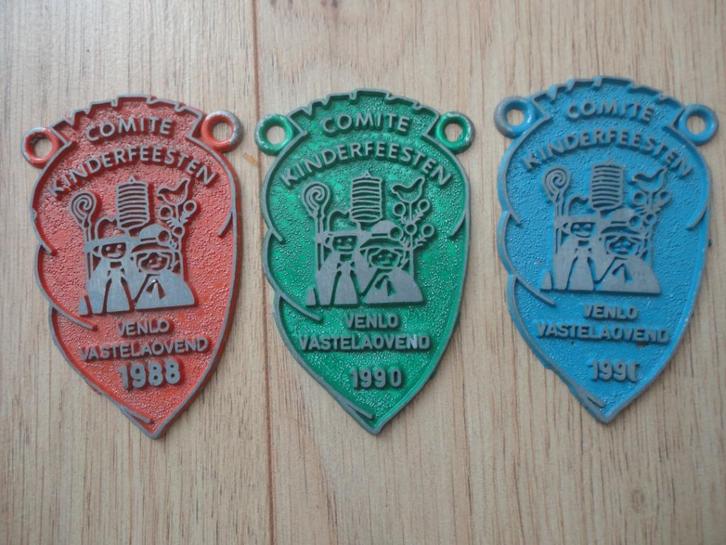 COMITE
KINDERFEESTEN
VENLO
VASTELAOVEND
1988
COMITE
KINDERFEESTEN
VENLO
VASTELAOVEND
1990
COMITE
KINDERFEESTEN
VENLO
VASTELAOVEND